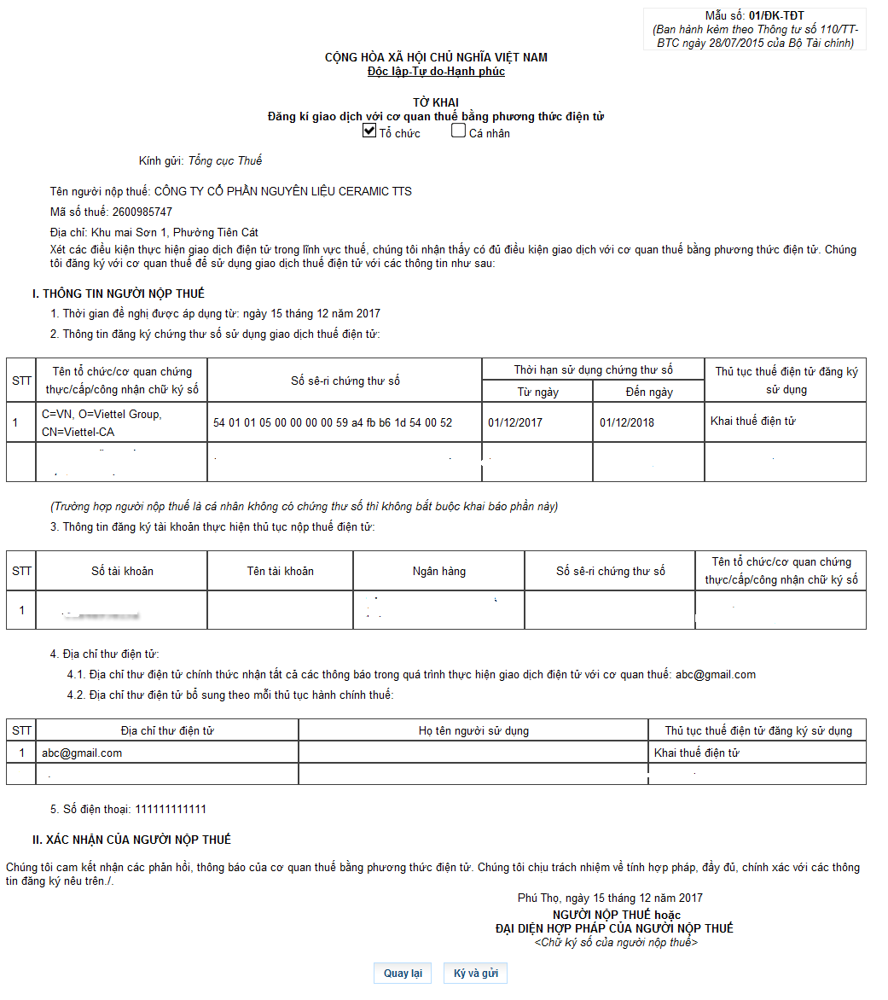 Mẫu số: 01/ĐK-TĐT
(Ban hành kèm theo Thông tư số 110/TT-
BTC ngày 28/07/2015 của Bộ Tài chính)
CỘNG HÒA XÃ HỘI CHỦ NGHĨA VIỆT NAM
Độc lập-Tự do-Hạnh phúc
TỜ KHAI
Đăng kí giao dịch với cơ quan thuế bằng phương thức điện tử
Tổ chức Cá nhân
Kính gửi: Tổng cục Thuế
Tên người nộp thuế: CÔNG TY CỔ PHẦN NGUYÊN LIỆU CERAMIC TTS
Mã số thuế: 2600985747
Địa chỉ: Khu mai Sơn 1, Phường Tiên Cát
Xét các điều kiện thực hiện giao dịch điện tử trong lĩnh vực thuế, chúng tôi nhận thấy có đủ điều kiện giao dịch với cơ quan thuế bằng phương thức điện tử. Chúng
tôi đăng ký với cơ quan thuế để sử dụng giao dịch thuế điện tử với các thông tin như sau:
I. THÔNG TIN NGƯỜI NỘP THUẾ
1. Thời gian đề nghị được áp dụng từ: ngày 15 tháng 12 năm 2017
2. Thông tin đăng ký chứng thư số sử dụng giao dịch thuế điện tử:
STT
Tên tổ chức/cơ quan chứng
thực/cấp/công nhận chữ ký số
Số sê-ri chứng thư số
Thời hạn sử dụng chứng thư số
Từ ngày
Đến ngày
Thủ tục thuế điện tử đăng ký
sử dụng
1
C=VN, O=Viettel Group,
CN=Viettel-CA
54 01 01 05 00 00 00 00 59 a4 fb b6 1d 54 00 52
01/12/2017
01/12/2018
Khai thuế điện tử
(Trường hợp người nộp thuế là cá nhân không có chứng thư số thì không bắt buộc khai báo phần này)
3. Thông tin đăng ký tài khoản thực hiện thủ tục nộp thuế điện tử:
STT
Số tài khoản
Tên tài khoản
Ngân hàng
Số sê-ri chứng thư số
Tên tổ chức/cơ quan chứng
thực/cấp/công nhận chữ ký số
1
4. Địa chỉ thư điện tử:
4.1. Địa chỉ thư điện tử chính thức nhận tất cả các thông báo trong quá trình thực hiện giao dịch điện tử với cơ quan thuế: abc@gmail.com
4.2. Địa chỉ thư điện tử bổ sung theo mỗi thủ tục hành chính thuế:
STT
Địa chỉ thư điện tử
Họ tên người sử dụng
Thủ tục thuế điện tử đăng ký sử dụng
1
abc@gmail.com
Khai thuế điện tử
5. Số điện thoại: 111111111111
II. XÁC NHẬN CỦA NGƯỜI NỘP THUẾ
Chúng tôi cam kết nhận các phản hồi, thông báo của cơ quan thuế bằng phương thức điện tử. Chúng tôi chịu trách nhiệm về tính hợp pháp, đầy đủ, chính xác với các thông
tin đăng ký nêu trên./.
Phú Thọ, ngày 15 tháng 12 năm 2017
NGƯỜI NỘP THUẾ hoặc
ĐẠI DIỆN HỢP PHÁP CỦA NGƯỜI NỘP THUẾ
<Chữ ký số của người nộp thuế>
Quay lại
Ký và gửi